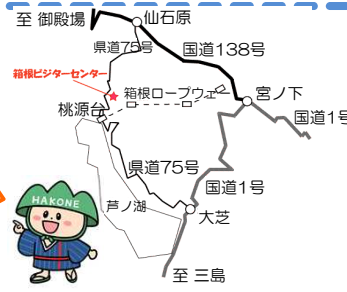 至 御殿場
仙石原
県道75号
国道138号
箱根ビジターセンター
箱根ロープウェー
宮ノ下
桃源台
国道1号
県道75号
国道1号
芦ノ湖
大芝
HAKONE
至 三島